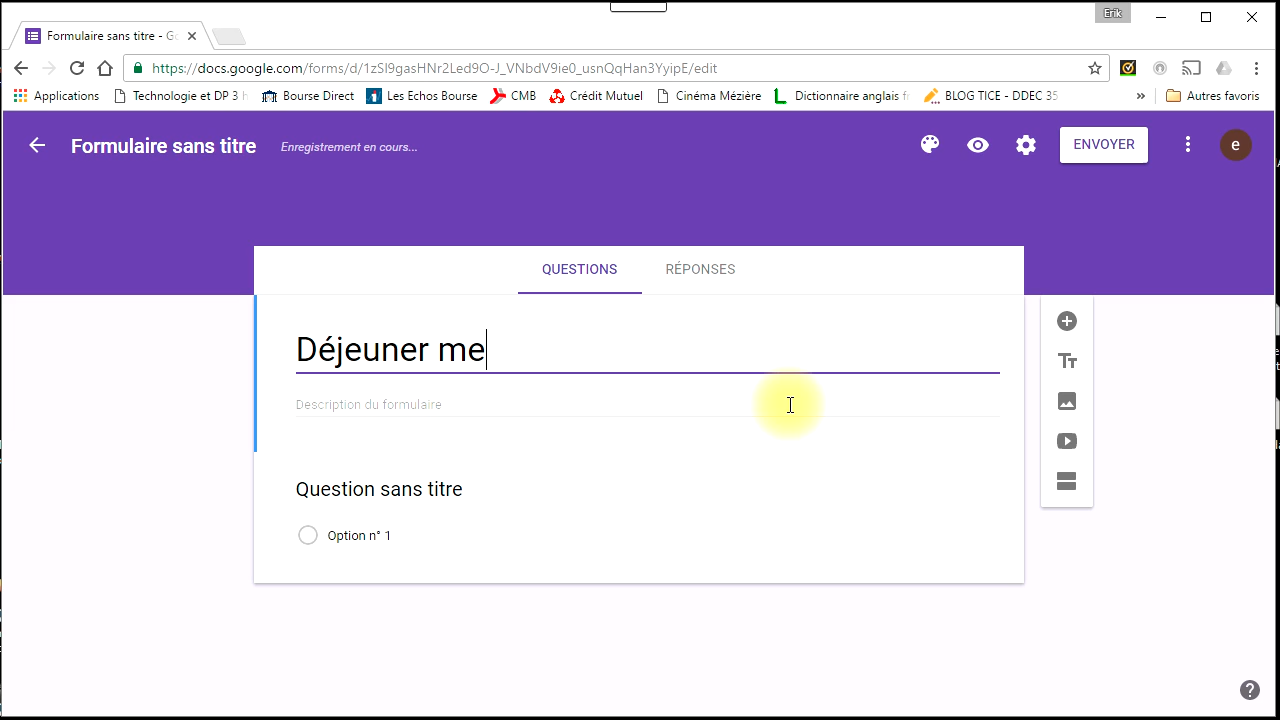 Erik
Formulaire sans titre - Go
https://docs.google.com/forms/d/1zSI9gasHNr2Led9O-J_VNbdV9ie0_usnQqHan3YyipE/edit
Applications Technologie et DP 3 h Bourse Direct Les Echos Bourse CMB Crédit Mutuel Cinéma Mézière Dictionnaire anglais fr BLOG TICE - DDEC 35 » Autres favoris
Formulaire sans titre Enregistrement en cours... ENVOYER e
QUESTIONS RÉPONSES
Déjeuner me
Description du formulaire
Question sans titre
Option n° 1